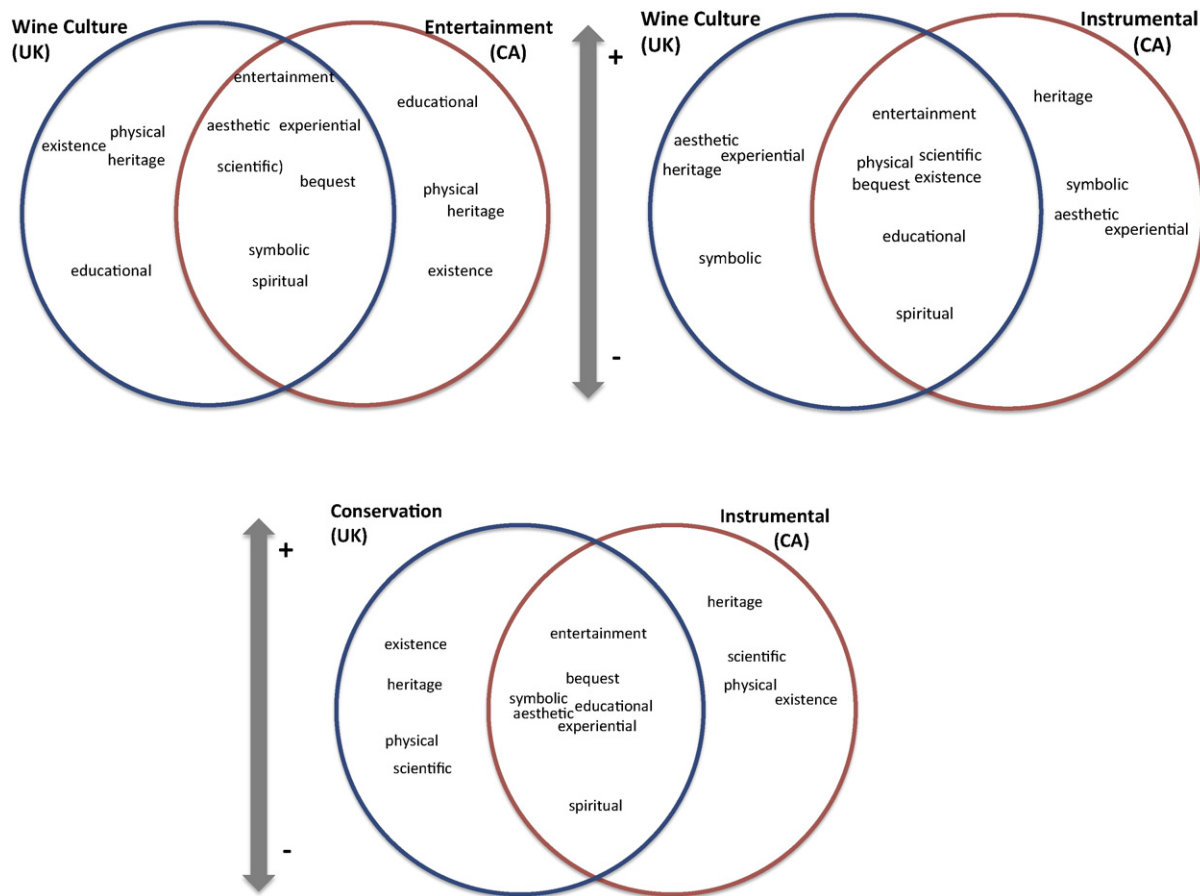 Wine Culture
(UK)
Entertainment
(CA)
entertainment
educational
aesthetic experiential
physical
existence
heritage
scientific)
bequest
physical
heritage
symbolic
educational
existence
spiritual
+
-
Wine Culture
(UK)
Instrumental
(CA)
heritage
entertainment
aesthetic
experiential
heritage
scientific
physical
existence
bequest
symbolic
aesthetic
experiential
educational
symbolic
spiritual
+
-
Conservation
(UK)
Instrumental
(CA)
heritage
entertainment
existence
scientific
bequest
heritage
physical
symbolic
educational
existence
aesthetic
experiential
physical
scientific
spiritual